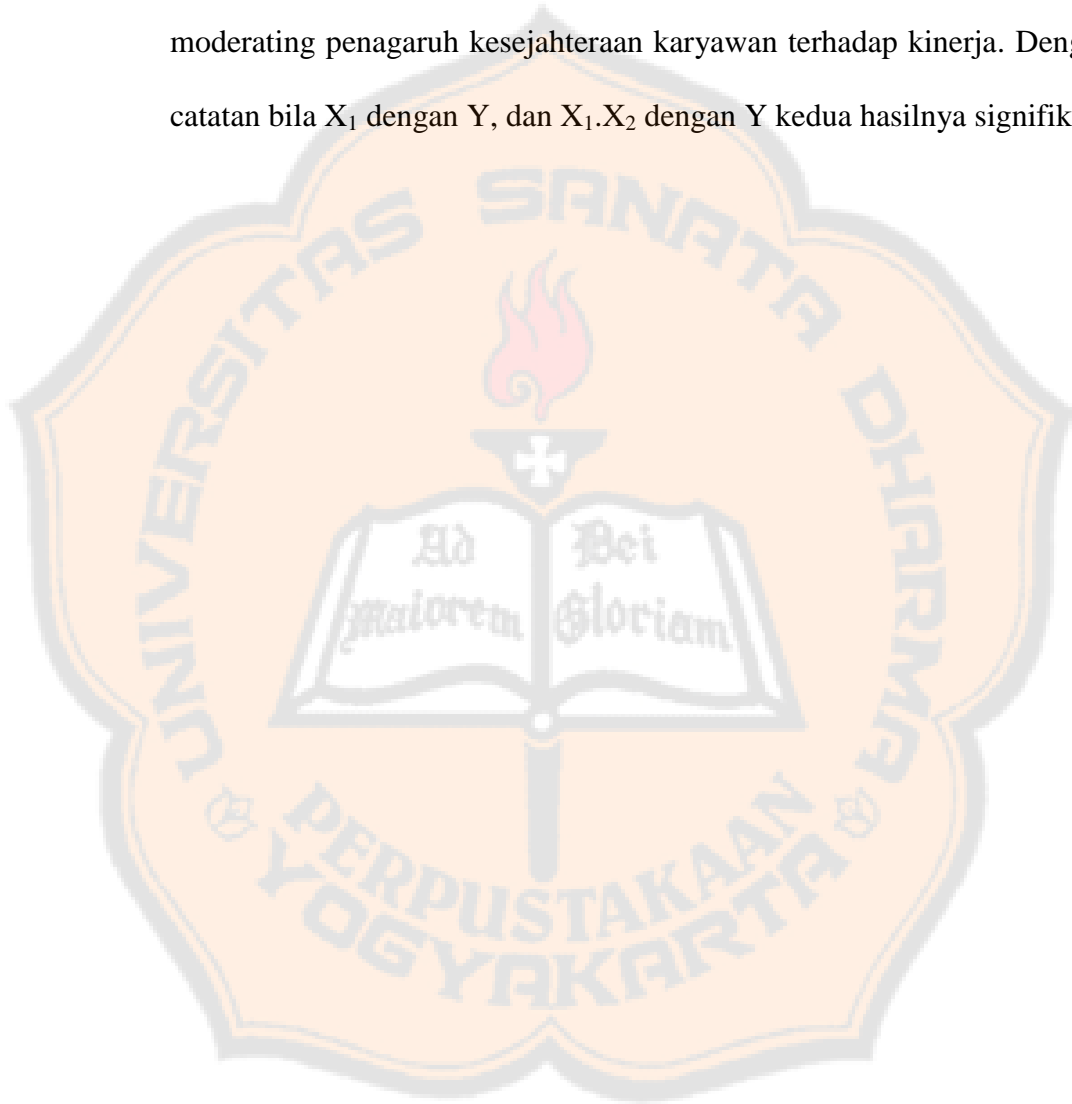 moderating penagaruh kesejahteraan karyawan terhadap kinerja. Deng
catatan bila X₁ dengan Y, dan X₁.X₂ dengan Y kedua hasilnya signifik
UNIVERSITAS SANATA DHARMA
Ad Dei
Maiorem Gloriam
PERPUSTAKAAN
YOGYAKARTA